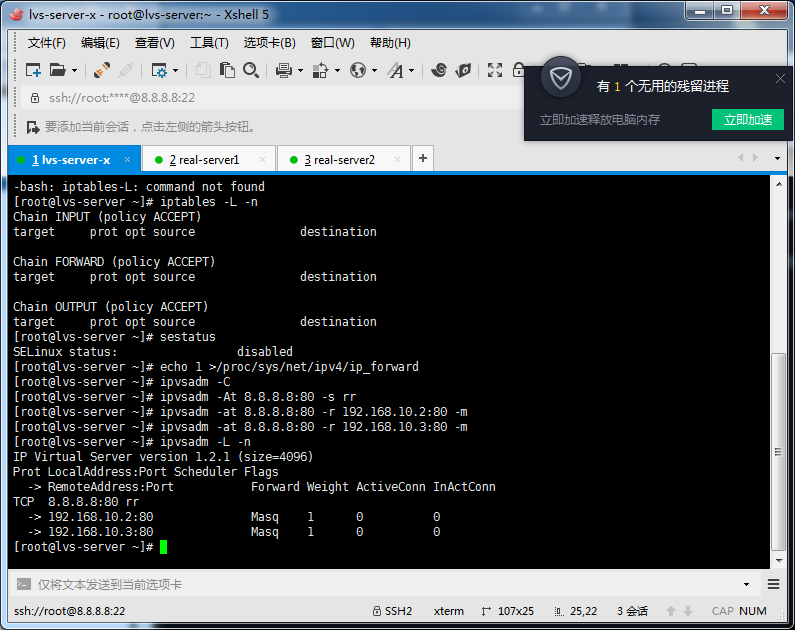 lvs-server-x - root@lvs-server:~ - Xshell 5
文件(F) 编辑(E) 查看(V) 工具(T) 选项卡(B) 窗口(W) 帮助(H)
ssh://root:****@8.8.8.8:22
有 1 个无用的残留进程
立即加速释放电脑内存 立即加速
要添加当前会话，点击左侧的箭头按钮。
1 lvs-server-x × 2 real-server1 × 3 real-server2 × +
-bash: iptables-L: command not found
[root@lvs-server ~]# iptables -L -n
Chain INPUT (policy ACCEPT)
target     prot opt source               destination
Chain FORWARD (policy ACCEPT)
target     prot opt source               destination
Chain OUTPUT (policy ACCEPT)
target     prot opt source               destination
[root@lvs-server ~]# sestatus
SELinux status:                 disabled
[root@lvs-server ~]# echo 1 >/proc/sys/net/ipv4/ip_forward
[root@lvs-server ~]# ipvsadm -C
[root@lvs-server ~]# ipvsadm -At 8.8.8.8:80 -s rr
[root@lvs-server ~]# ipvsadm -at 8.8.8.8:80 -r 192.168.10.2:80 -m
[root@lvs-server ~]# ipvsadm -at 8.8.8.8:80 -r 192.168.10.3:80 -m
[root@lvs-server ~]# ipvsadm -L -n
IP Virtual Server version 1.2.1 (size=4096)
Prot LocalAddress:Port Scheduler Flags
  -> RemoteAddress:Port           Forward Weight ActiveConn InActConn
TCP  8.8.8.8:80 rr
  -> 192.168.10.2:80              Masq    1      0          0
  -> 192.168.10.3:80              Masq    1      0          0
[root@lvs-server ~]#
仅将文本发送到当前选项卡
ssh://root@8.8.8.8:22 SSH2 xterm 107x25 25,22 3 会话 CAP NUM